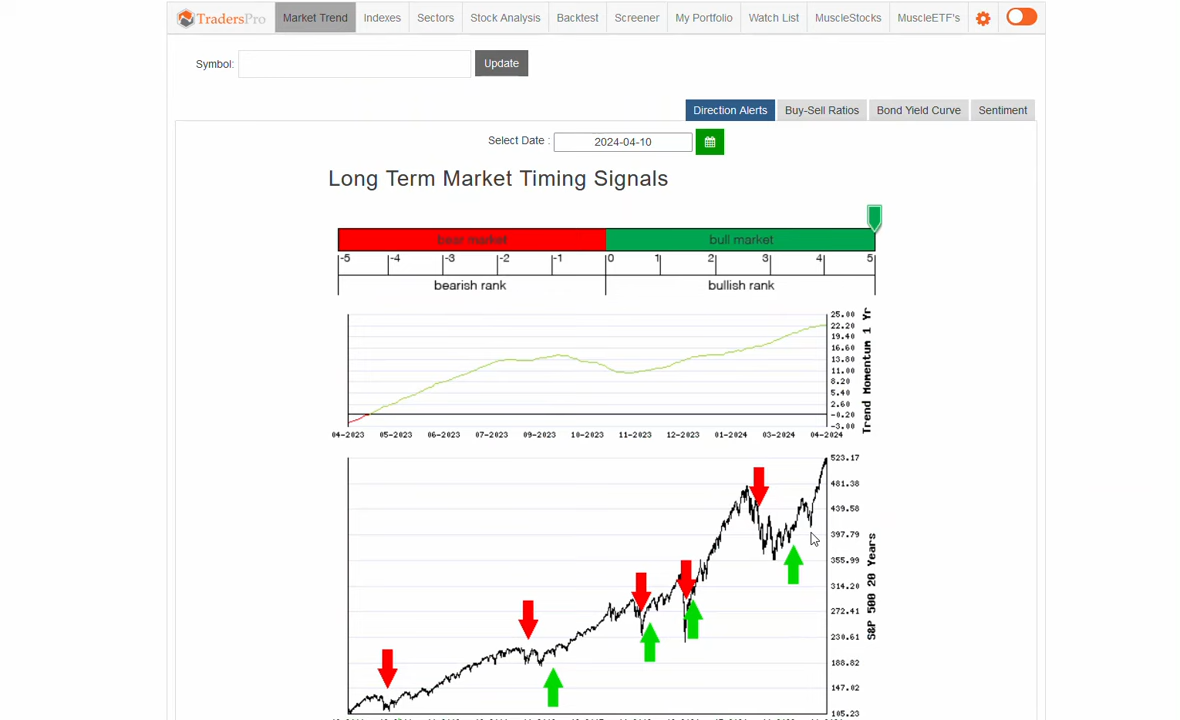 TradersPro Market Trend Indexes Sectors Stock Analysis Backtest Screener My Portfolio Watch List MuscleStocks MuscleETF's
Symbol: Update
Direction Alerts Buy-Sell Ratios Bond Yield Curve Sentiment
Select Date : 2024-04-10
Long Term Market Timing Signals
bear market bull market
-5 -4 -3 -2 -1 0 1 2 3 4 5
bearish rank bullish rank
25.00
22.20
19.40
16.60
13.80
11.00
8.20
5.40
2.60
-0.20
-3.00
Trend Momentum 1 Yr
04-2023 05-2023 06-2023 07-2023 09-2023 10-2023 11-2023 12-2023 01-2024 03-2024 04-2024
523.17
481.38
439.58
397.79
355.99
314.20
272.41
230.61
188.82
147.02
105.23
S&P 500 20 Years